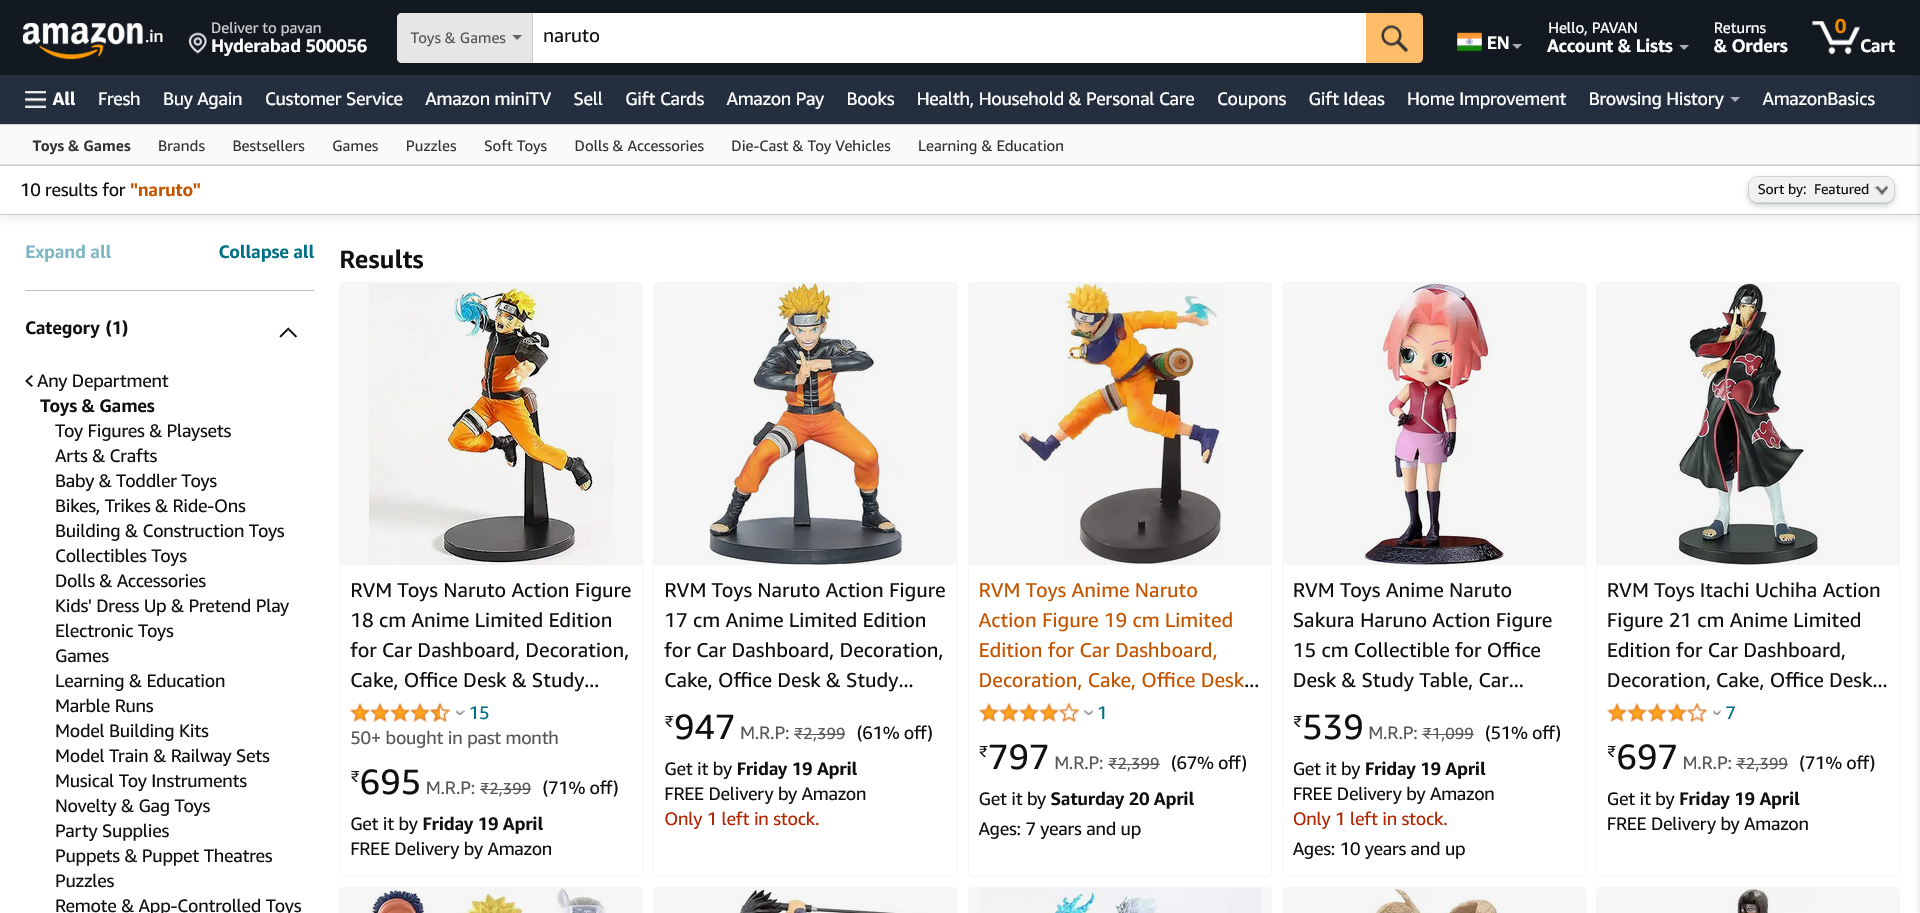 amazon.in
Deliver to pavan
Hyderabad 500056
Toys & Games
naruto
EN
Hello, PAVAN
Account & Lists
Returns
& Orders
0
Cart
All Fresh Buy Again Customer Service Amazon miniTV Sell Gift Cards Amazon Pay Books Health, Household & Personal Care Coupons Gift Ideas Home Improvement Browsing History AmazonBasics
Toys & Games Brands Bestsellers Games Puzzles Soft Toys Dolls & Accessories Die-Cast & Toy Vehicles Learning & Education
10 results for "naruto"
Sort by: Featured
Expand all Collapse all
Category (1)
Any Department
Toys & Games
Toy Figures & Playsets
Arts & Crafts
Baby & Toddler Toys
Bikes, Trikes & Ride-Ons
Building & Construction Toys
Collectibles Toys
Dolls & Accessories
Kids' Dress Up & Pretend Play
Electronic Toys
Games
Learning & Education
Marble Runs
Model Building Kits
Model Train & Railway Sets
Musical Toy Instruments
Novelty & Gag Toys
Party Supplies
Puppets & Puppet Theatres
Puzzles
Remote & App-Controlled Toys
Results
RVM Toys Naruto Action Figure
18 cm Anime Limited Edition
for Car Dashboard, Decoration,
Cake, Office Desk & Study...
15
50+ bought in past month
₹695 M.R.P: ₹2,399 (71% off)
Get it by Friday 19 April
FREE Delivery by Amazon
RVM Toys Naruto Action Figure
17 cm Anime Limited Edition
for Car Dashboard, Decoration,
Cake, Office Desk & Study...
₹947 M.R.P: ₹2,399 (61% off)
Get it by Friday 19 April
FREE Delivery by Amazon
Only 1 left in stock.
RVM Toys Anime Naruto
Action Figure 19 cm Limited
Edition for Car Dashboard,
Decoration, Cake, Office Desk...
1
₹797 M.R.P: ₹2,399 (67% off)
Get it by Saturday 20 April
Ages: 7 years and up
RVM Toys Anime Naruto
Sakura Haruno Action Figure
15 cm Collectible for Office
Desk & Study Table, Car...
₹539 M.R.P: ₹1,099 (51% off)
Get it by Friday 19 April
FREE Delivery by Amazon
Only 1 left in stock.
Ages: 10 years and up
RVM Toys Itachi Uchiha Action
Figure 21 cm Anime Limited
Edition for Car Dashboard,
Decoration, Cake, Office Desk...
7
₹697 M.R.P: ₹2,399 (71% off)
Get it by Friday 19 April
FREE Delivery by Amazon